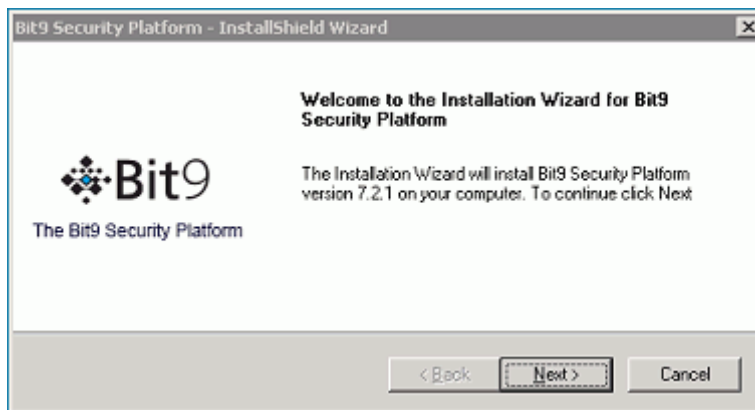 Bit9 Security Platform - InstallShield Wizard
Welcome to the Installation Wizard for Bit9
Security Platform
The Installation Wizard will install Bit9 Security Platform
version 7.2.1 on your computer. To continue click Next
Bit9
The Bit9 Security Platform
< Back
Next >
Cancel